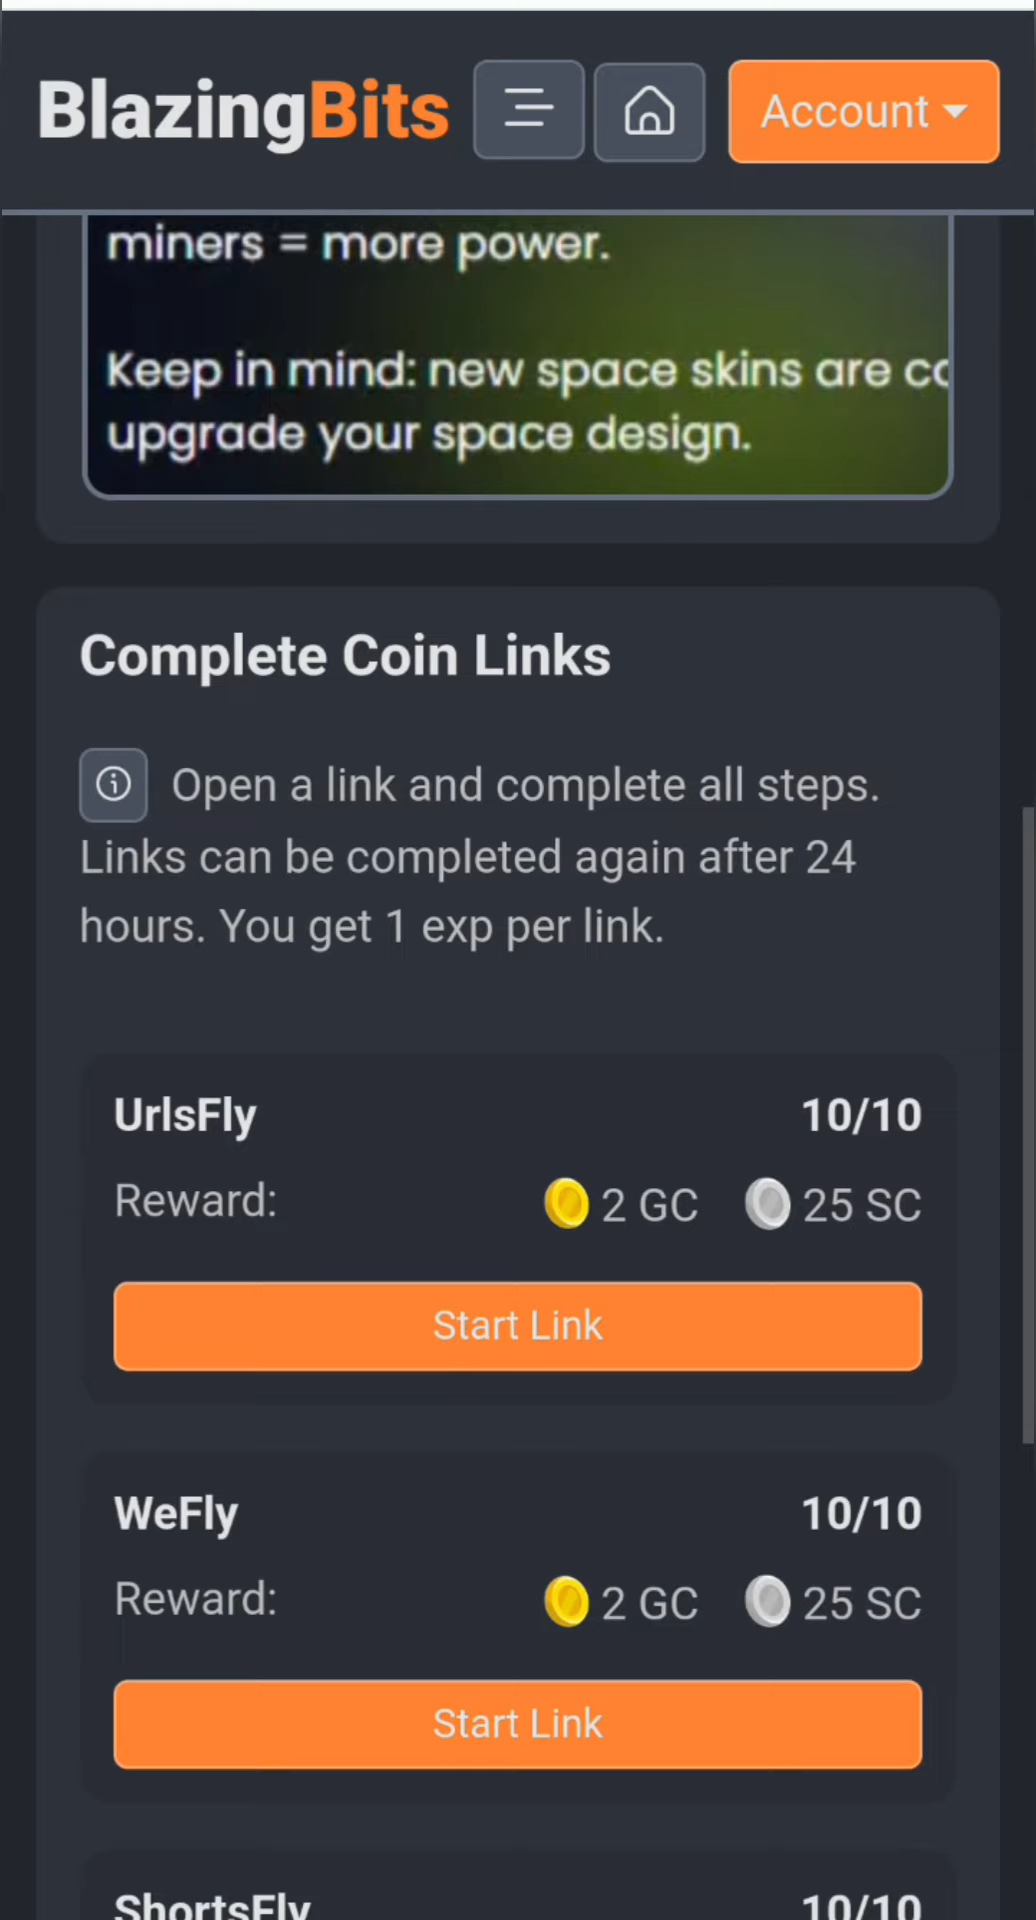 BlazingBits
Account
miners = more power.
Keep in mind: new space skins are
upgrade your space design.
Complete Coin Links
Open a link and complete all steps.
Links can be completed again after 24
hours. You get 1 exp per link.
UrlsFly 10/10
Reward: 2 GC 25 SC
Start Link
WeFly 10/10
Reward: 2 GC 25 SC
Start Link
ShortsFly 10/10